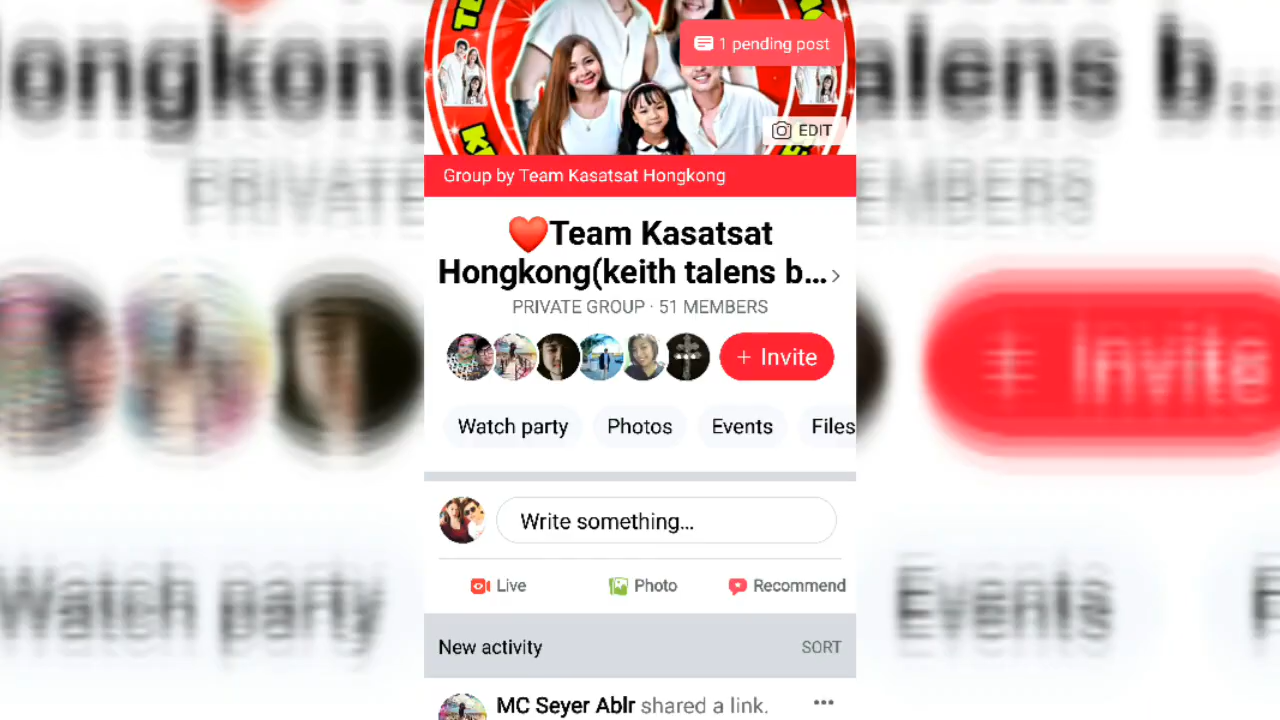 1 pending post
EDIT
Group by Team Kasatsat Hongkong
❤️Team Kasatsat
Hongkong(keith talens b...
PRIVATE GROUP · 51 MEMBERS
+ Invite
Watch party
Photos
Events
Files
Write something...
Live
Photo
Recommend
New activity
SORT
MC Seyer Ablr shared a link.